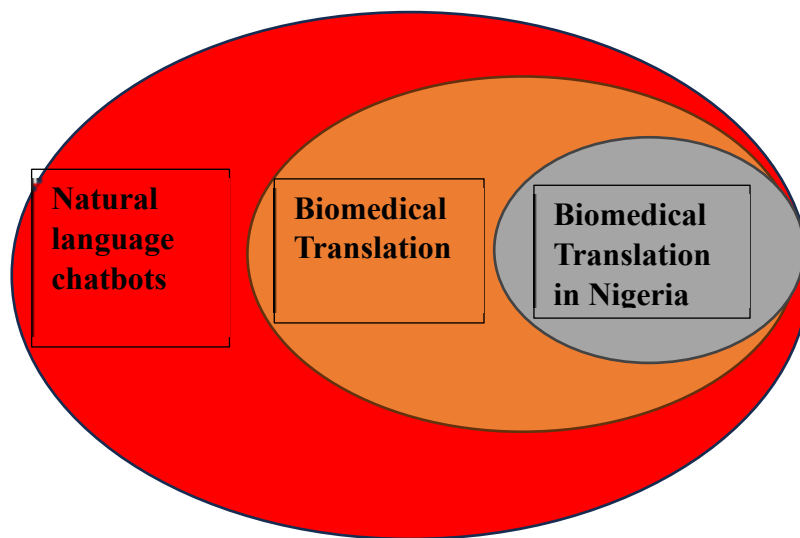 Natural
language
chatbots
Biomedical
Translation
Biomedical
Translation
in Nigeria